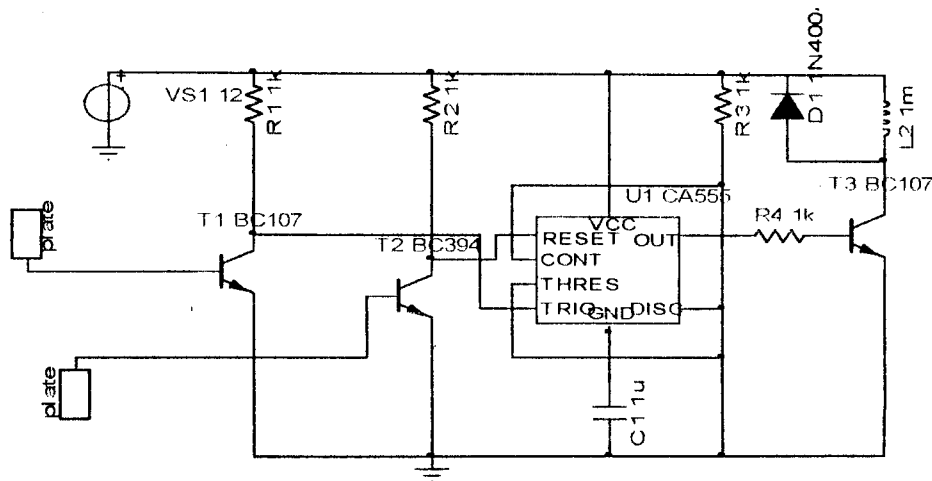 VS1 12
R1 1k
R2 1k
R3 1k
D1 1N400
L2 1m
T1 BC107
T2 BC394
U1 CA555
T3 BC107
R4 1k
VCC
RESET
OUT
CONT
THRES
TRIG
GND
DISC
C1 1u
plate
plate